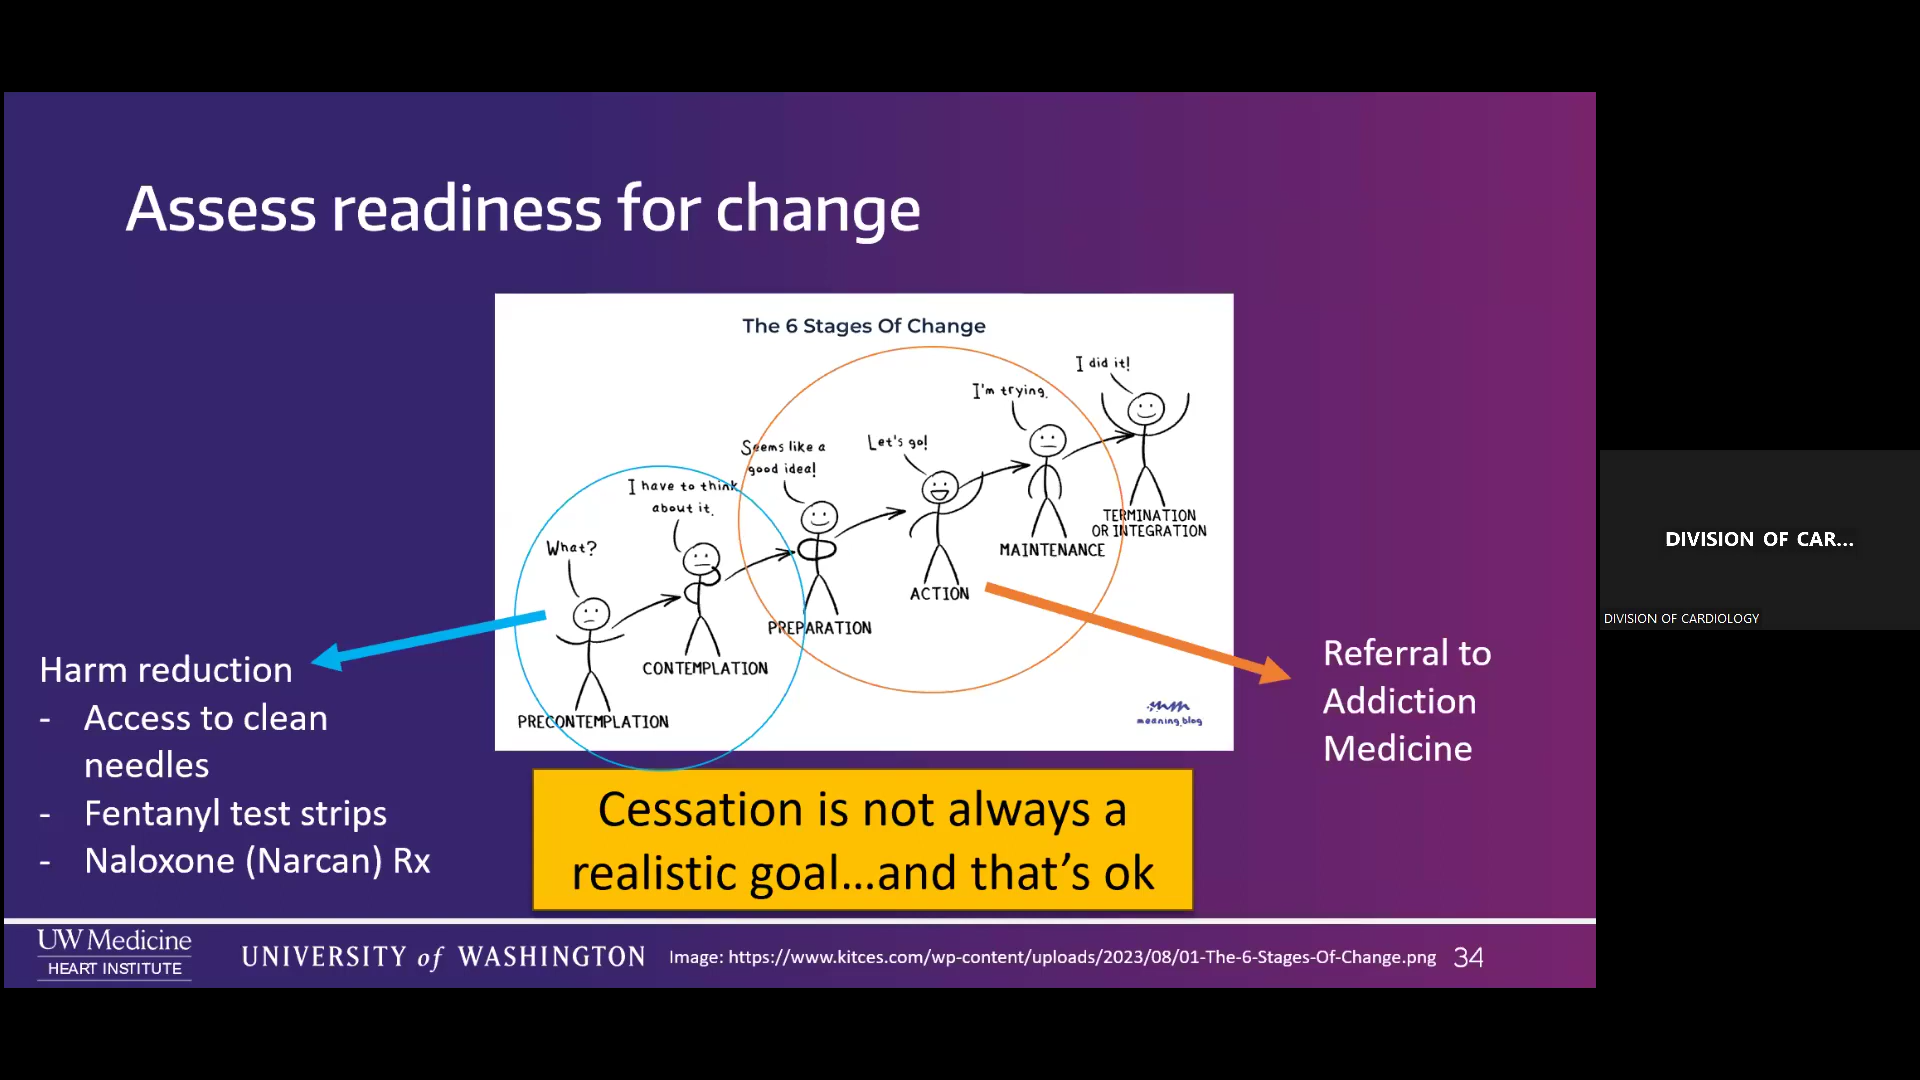 Assess readiness for change
The 6 Stages Of Change
I did it!
I'm trying.
Let's go!
Seems like a
good idea!
I have to think
about it.
What?
TERMINATION
OR INTEGRATION
MAINTENANCE
ACTION
PREPARATION
CONTEMPLATION
PRECONTEMPLATION
meaning.blog
Harm reduction
- Access to clean
needles
- Fentanyl test strips
- Naloxone (Narcan) Rx
Referral to
Addiction
Medicine
Cessation is not always a
realistic goal...and that's ok
UW Medicine
HEART INSTITUTE
UNIVERSITY of WASHINGTON
Image: https://www.kitces.com/wp-content/uploads/2023/08/01-The-6-Stages-Of-Change.png
34
DIVISION OF CAR...
DIVISION OF CARDIOLOGY